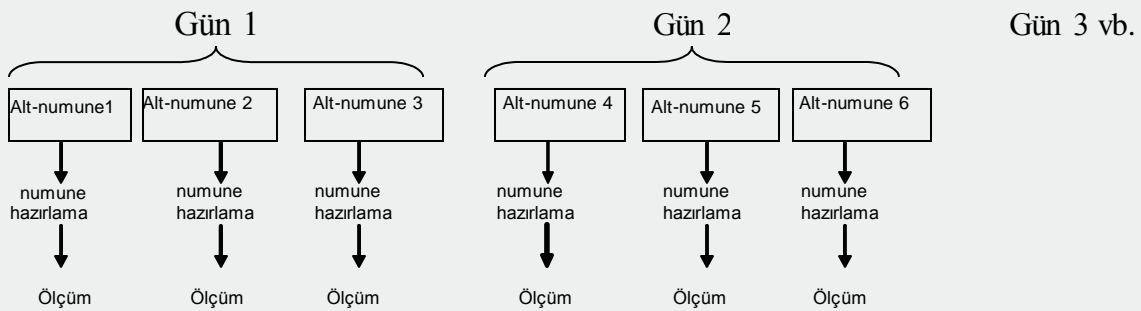 Gün 1 Gün 2 Gün 3 vb.
Alt-numune1 Alt-numune 2 Alt-numune 3 Alt-numune 4 Alt-numune 5 Alt-numune 6
numune numune numune numune numune numune
hazırlama hazırlama hazırlama hazırlama hazırlama hazırlama
Ölçüm Ölçüm Ölçüm Ölçüm Ölçüm Ölçüm